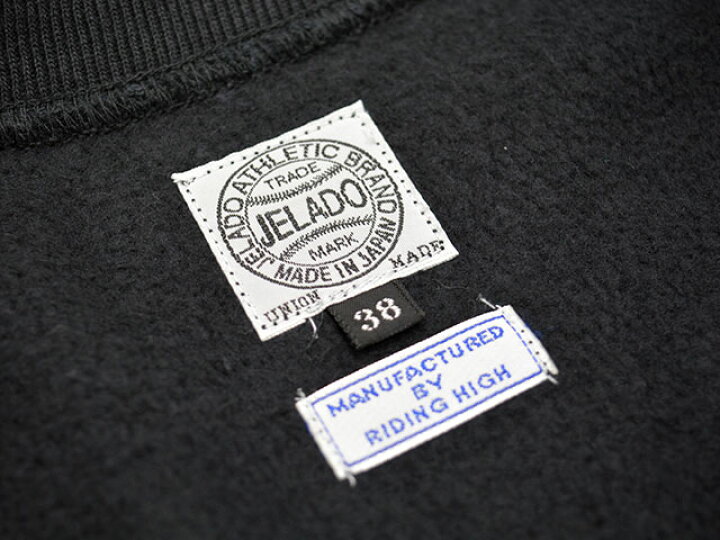 JELADO ATHLETIC BRAND
TRADE
JELADO
MARK
MADE IN JAPAN
UNION MADE
38
MANUFACTURED
BY
RIDING HIGH